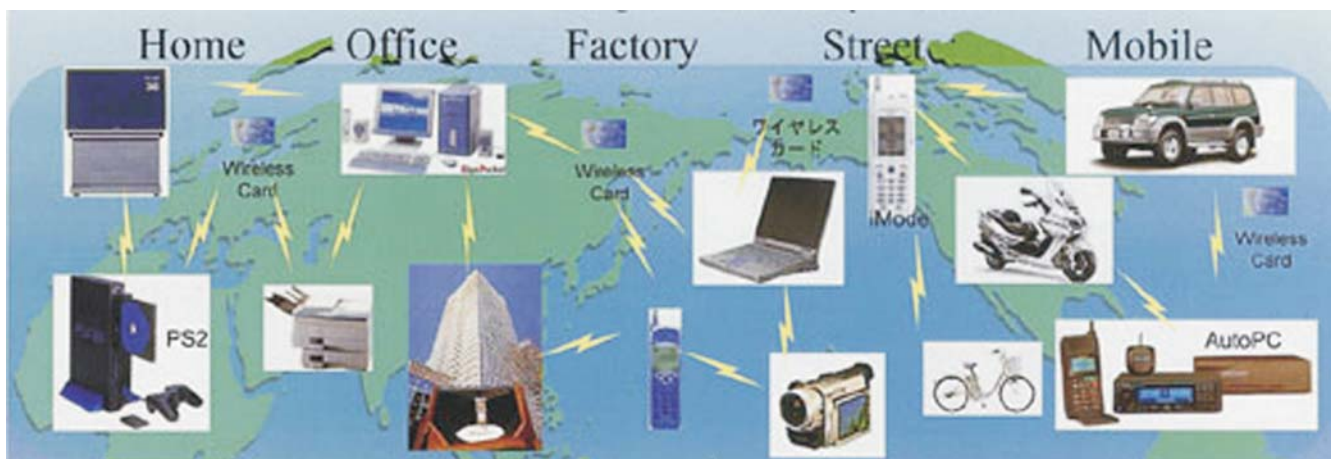 Home Office Factory Street Mobile
Wireless
Card
Wireless
Card
ワイヤレス
カード
iMode
Wireless
Card
PS2
AutoPC